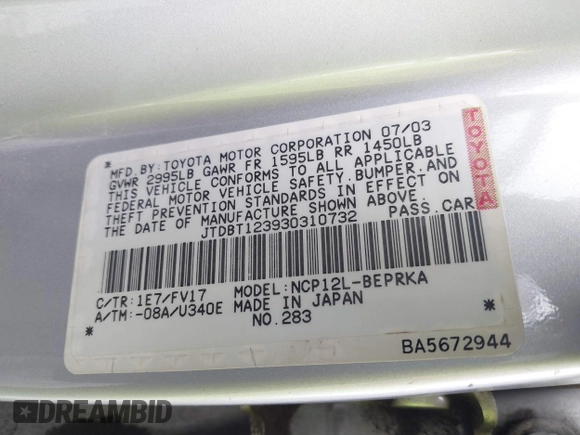 MFD. BY: TOYOTA MOTOR CORPORATION 07/03
GVWR 2995LB GAWR FR 1595LB RR 1450LB
THIS VEHICLE CONFORMS TO ALL APPLICABLE
FEDERAL MOTOR VEHICLE SAFETY, BUMPER, AND
THEFT PREVENTION STANDARDS IN EFFECT ON
THE DATE OF MANUFACTURE SHOWN ABOVE.
JTDBT123930310732 PASS. CAR
TOYOTA
C/TR: 1E7/FV17 MODEL: NCP12L-BEPRKA
A/TM: -08A/U340E MADE IN JAPAN
* NO. 283 *
BA5672944
DREAMBID